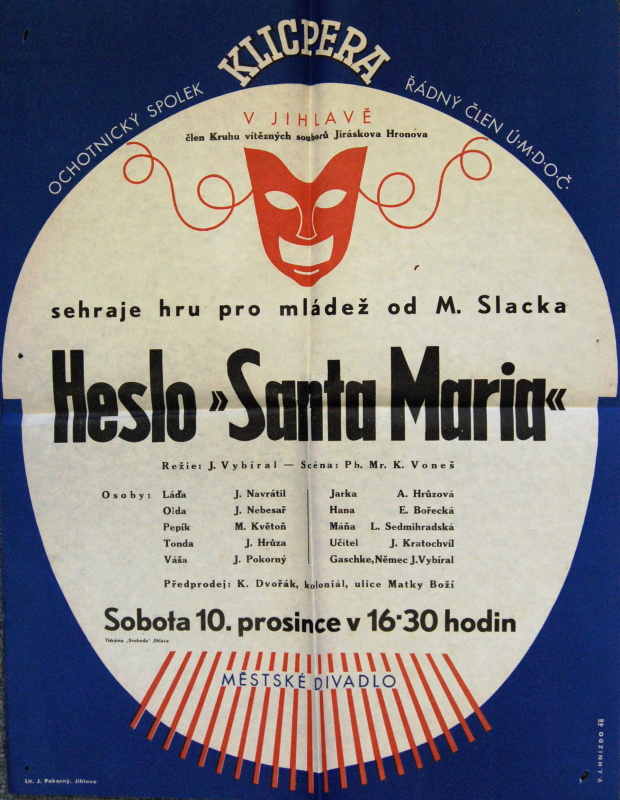 KLICPERA
OCHOTNICKÝ SPOLEK
ŘÁDNÝ ČLEN Ú·M·D·O·Č·
V JIHLAVĚ
člen Kruhu vítězných souborů Jiráskova Hronova
sehraje hru pro mládež od M. Slacka
Heslo »Santa Maria«
Režie: J. Vybíral — Scéna: Ph. Mr. K. Voneš
Osoby: Láďa J. Navrátil Jarka A. Hrůzová
Olda J. Nebesař Hana E. Bořecká
Pepík M. Květoň Máňa L. Sedmihradská
Tonda J. Hrůza Učitel J. Kratochvil
Váša J. Pokorný Gaschke, Němec J. Vybíral
Předprodej: K. Dvořák, koloniál, ulice Matky Boží
Sobota 10. prosince v 16·30 hodin
Tiskárna „Svoboda" Jihlava
MĚSTSKÉ DIVADLO
Lit. J. Pokorný, Jihlava